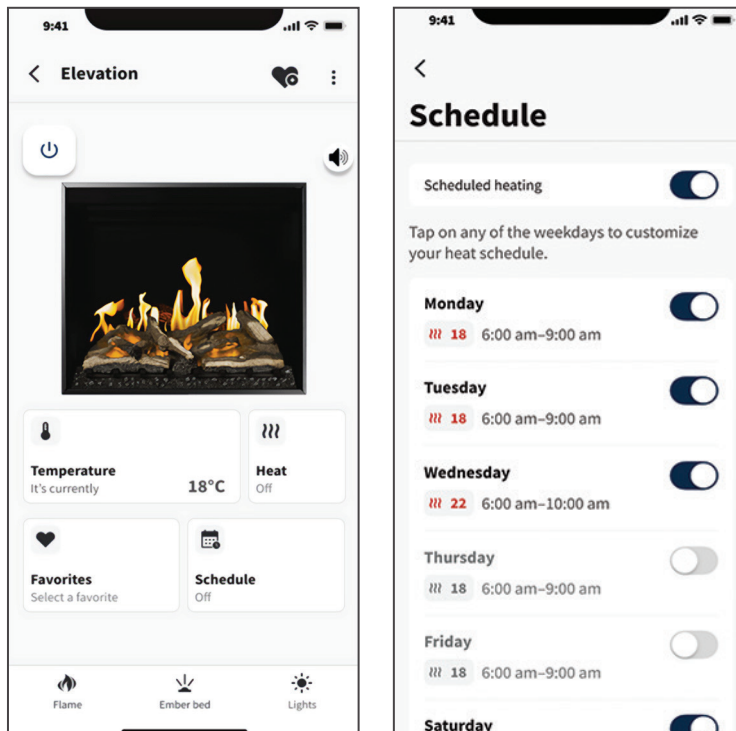 9:41
Elevation
Temperature
It's currently
18°C
Heat
Off
Favorites
Select a favorite
Schedule
Off
Flame
Ember bed
Lights
9:41
Schedule
Scheduled heating
Tap on any of the weekdays to customize
your heat schedule.
Monday
18 6:00 am–9:00 am
Tuesday
18 6:00 am–9:00 am
Wednesday
22 6:00 am–10:00 am
Thursday
18 6:00 am–9:00 am
Friday
18 6:00 am–9:00 am
Saturday